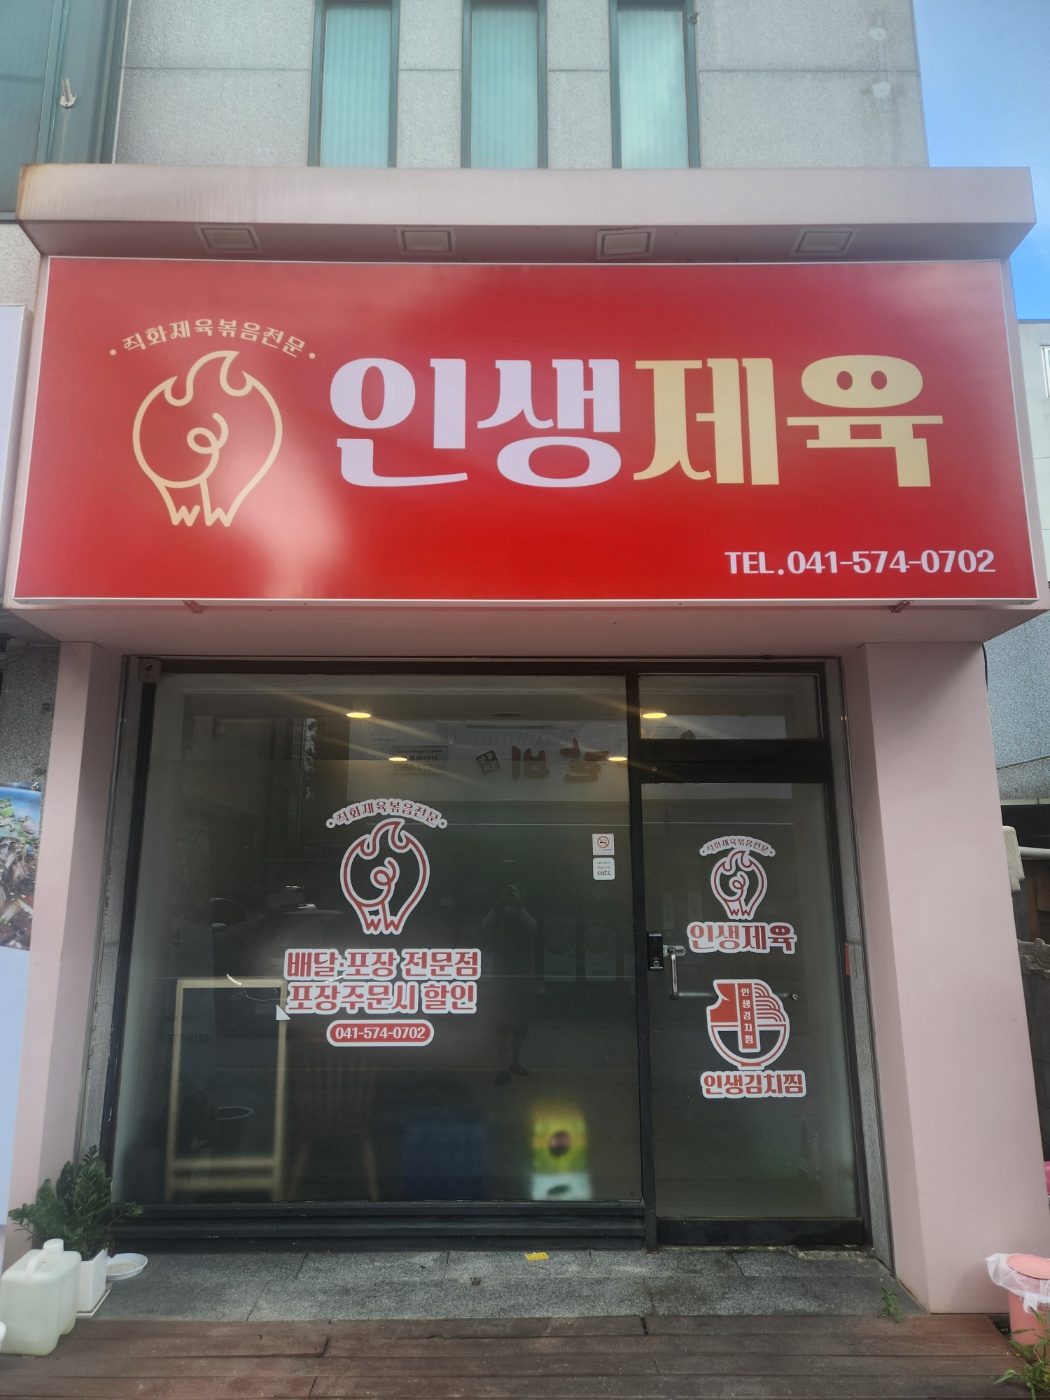 ·직화제육볶음전문·
인생제육
TEL.041-574-0702
·직화제육볶음전문·
배달·포장 전문점
포장주문시 할인
041-574-0702
eats
·직화제육볶음전문·
인생제육
인생김치찜
인생김치찜